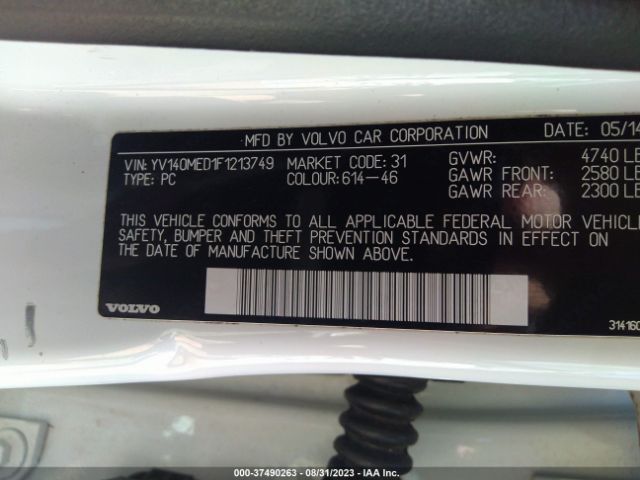 MFD BY VOLVO CAR CORPORATION DATE: 05/14
VIN: YV140MED1F1213749 MARKET CODE: 31 GVWR: 4740 LB
TYPE: PC COLOUR: 614-46 GAWR FRONT: 2580 LB
GAWR REAR: 2300 LB
THIS VEHICLE CONFORMS TO ALL APPLICABLE FEDERAL MOTOR VEHICLE
SAFETY, BUMPER AND THEFT PREVENTION STANDARDS IN EFFECT ON
THE DATE OF MANUFACTURE SHOWN ABOVE.
VOLVO
314160
000-37490263 - 08/31/2023 - IAA Inc.